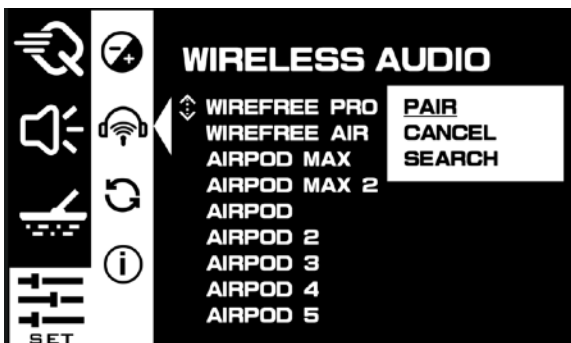 WIRELESS AUDIO
WIREFREE PRO
WIREFREE AIR
AIRPOD MAX
AIRPOD MAX 2
AIRPOD
AIRPOD 2
AIRPOD 3
AIRPOD 4
AIRPOD 5
PAIR
CANCEL
SEARCH
SET